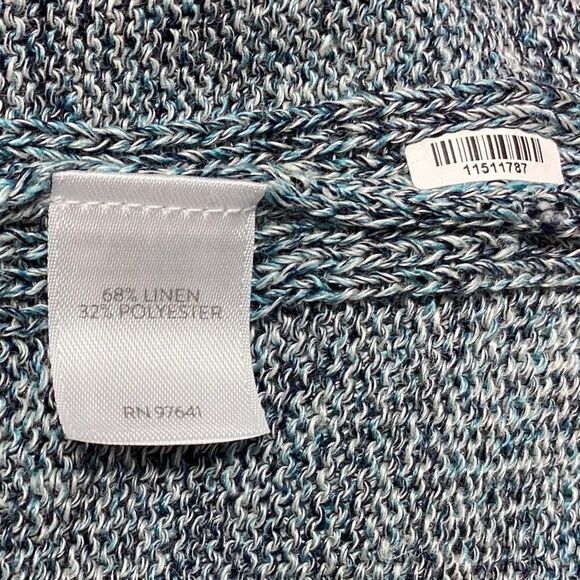 11511787
68% LINEN
32% POLYESTER
RN 97641